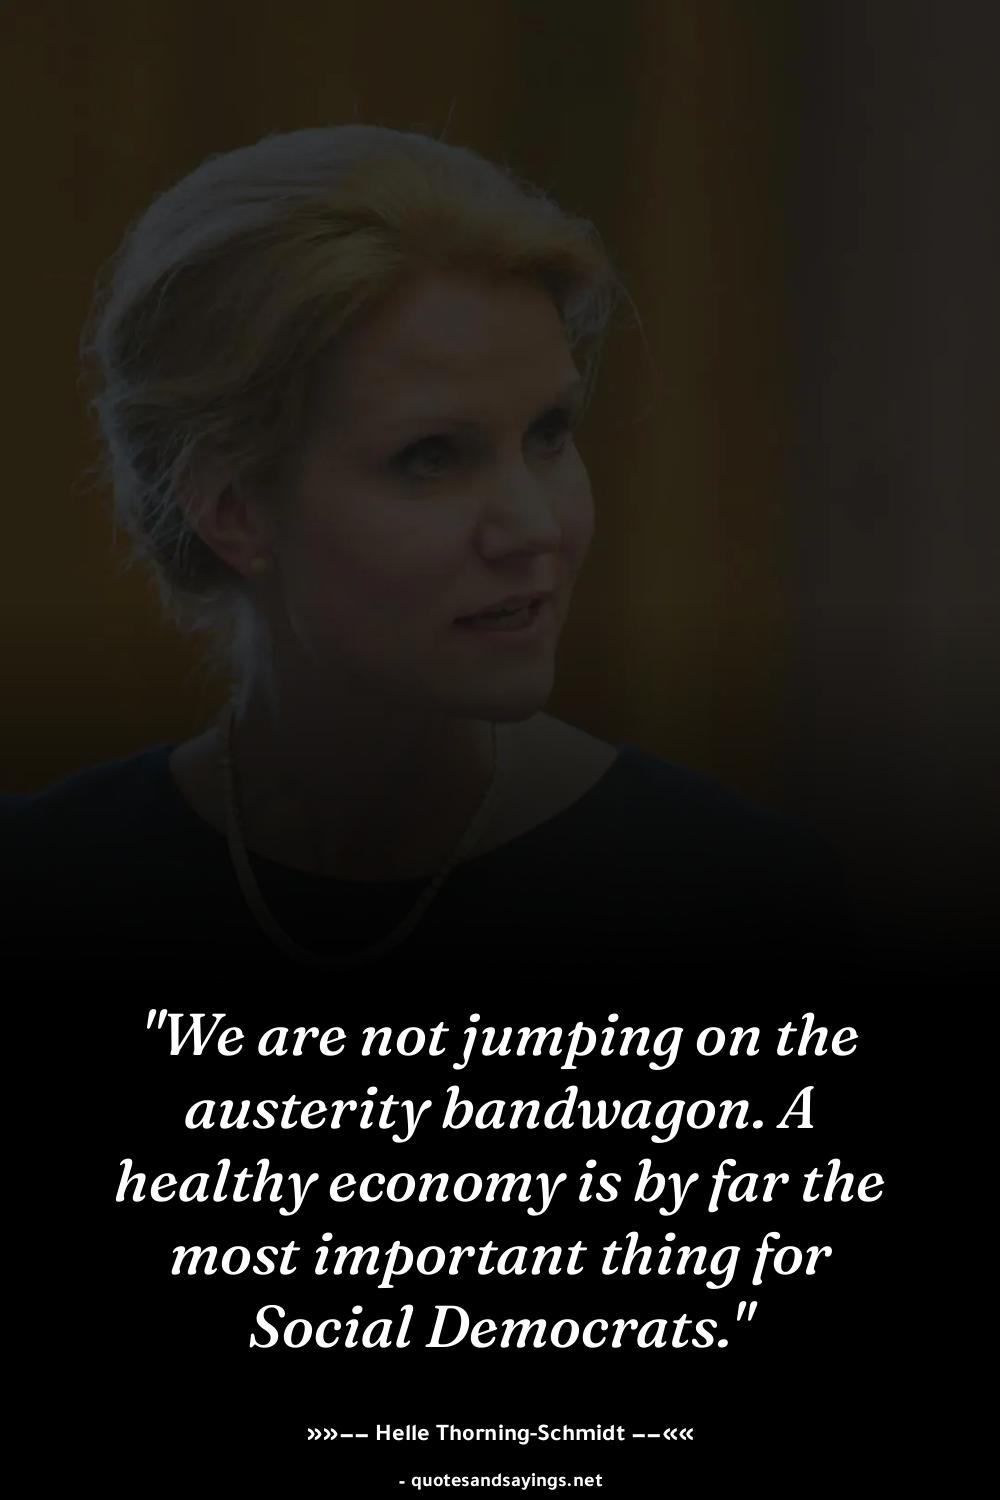 "We are not jumping on the
austerity bandwagon. A
healthy economy is by far the
most important thing for
Social Democrats."
»»−− Helle Thorning-Schmidt −−««
- quotesandsayings.net